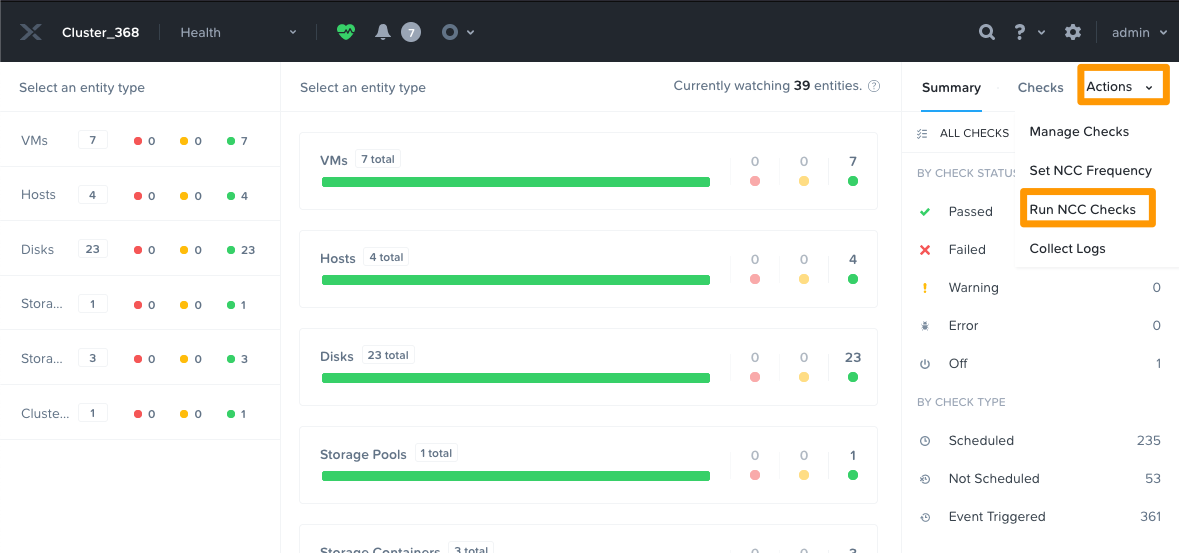 Cluster_368 Health 7 ? admin
Select an entity type
VMs 7 0 0 7
Hosts 4 0 0 4
Disks 23 0 0 23
Stora... 1 0 0 1
Stora... 3 0 0 3
Cluste... 1 0 0 1
Select an entity type Currently watching 39 entities. ?
VMs 7 total 0 0 7
Hosts 4 total 0 0 4
Disks 23 total 0 0 23
Storage Pools 1 total 0 0 1
Storage Containers 3 total 0 0 3
Summary Checks Actions
Manage Checks
Set NCC Frequency
Run NCC Checks
Collect Logs
ALL CHECKS
BY CHECK STATUS
Passed
Failed
Warning 0
Error 0
Off 1
BY CHECK TYPE
Scheduled 235
Not Scheduled 53
Event Triggered 361